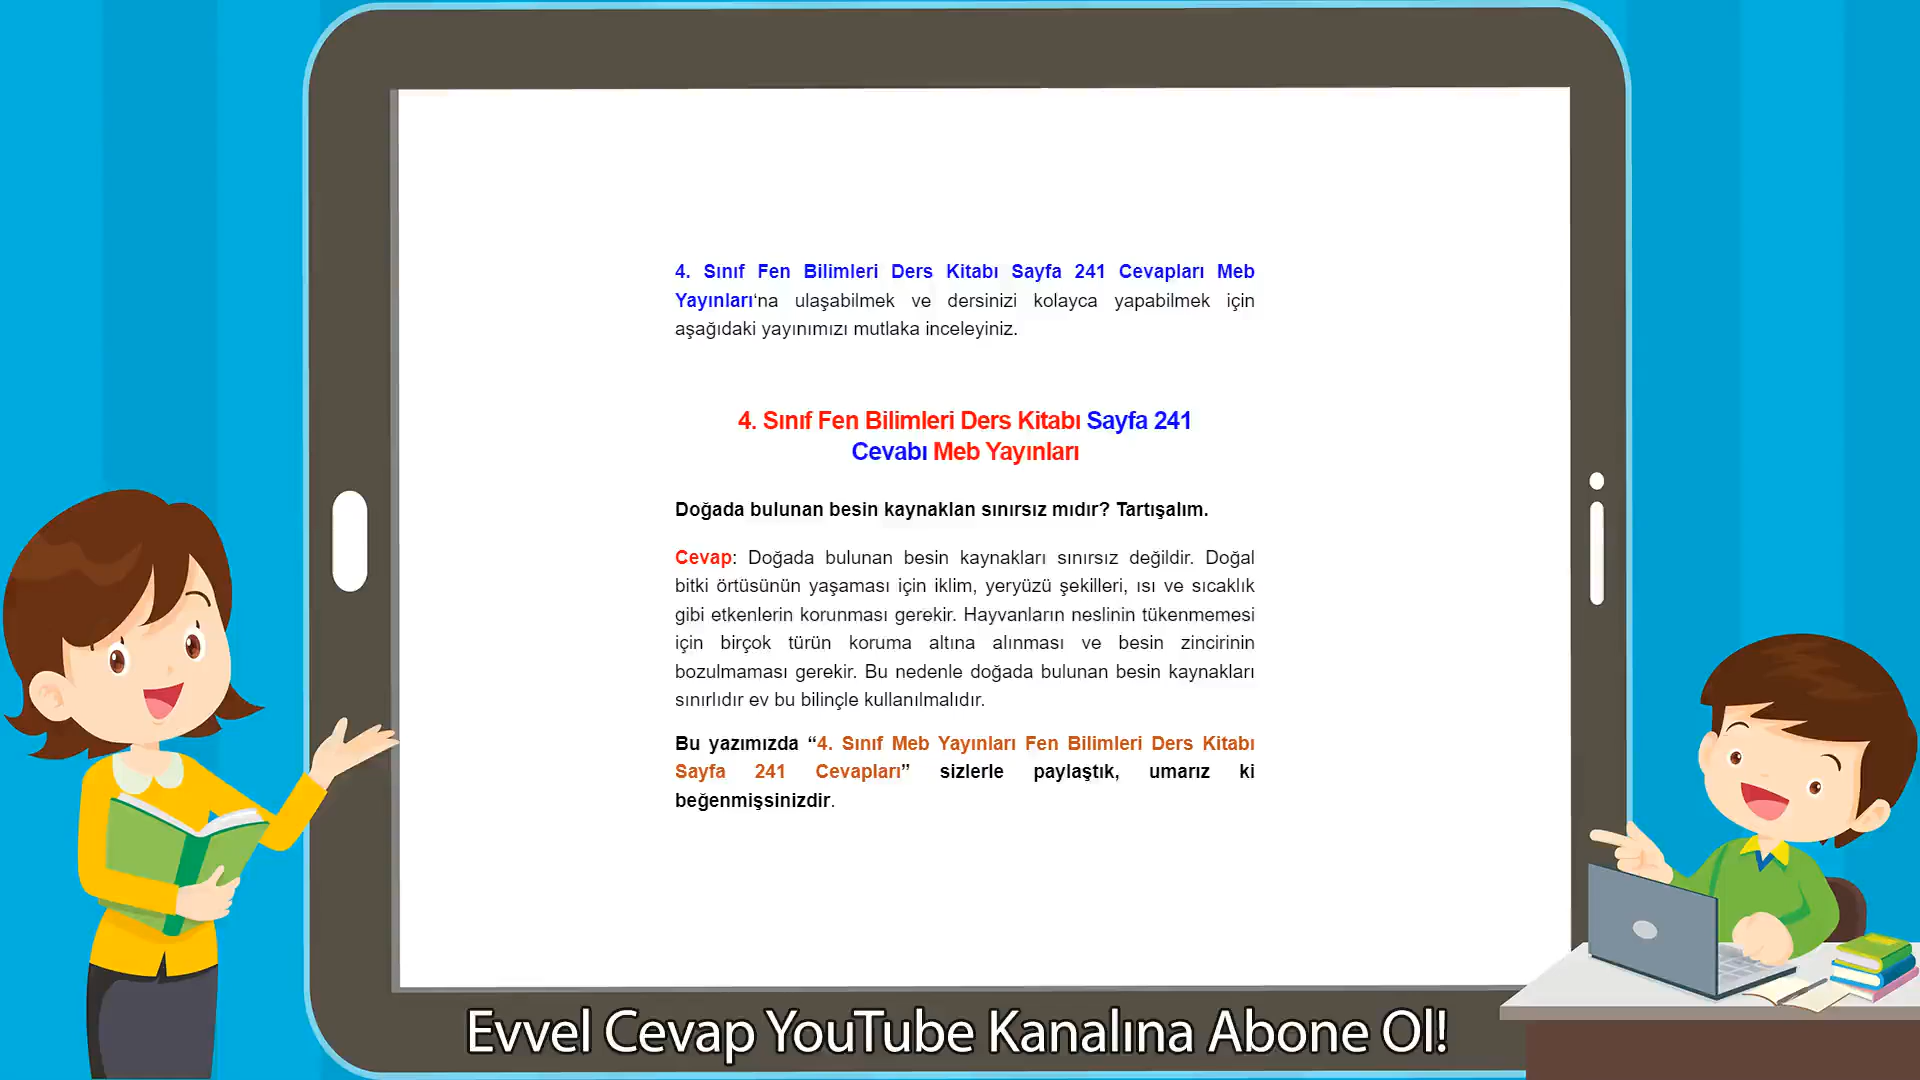 4. Sınıf Fen Bilimleri Ders Kitabı Sayfa 241 Cevapları Meb
Yayınları‘na ulaşabilmek ve dersinizi kolayca yapabilmek için
aşağıdaki yayınımızı mutlaka inceleyiniz.
4. Sınıf Fen Bilimleri Ders Kitabı Sayfa 241
Cevabı Meb Yayınları
Doğada bulunan besin kaynaklan sınırsız mıdır? Tartışalım.
Cevap: Doğada bulunan besin kaynakları sınırsız değildir. Doğal
bitki örtüsünün yaşaması için iklim, yeryüzü şekilleri, ısı ve sıcaklık
gibi etkenlerin korunması gerekir. Hayvanların neslinin tükenmemesi
için birçok türün koruma altına alınması ve besin zincirinin
bozulmaması gerekir. Bu nedenle doğada bulunan besin kaynakları
sınırlıdır ev bu bilinçle kullanılmalıdır.
Bu yazımızda “4. Sınıf Meb Yayınları Fen Bilimleri Ders Kitabı
Sayfa 241 Cevapları” sizlerle paylaştık, umarız ki
beğenmişsinizdir.
Evvel Cevap YouTube Kanalına Abone Ol!